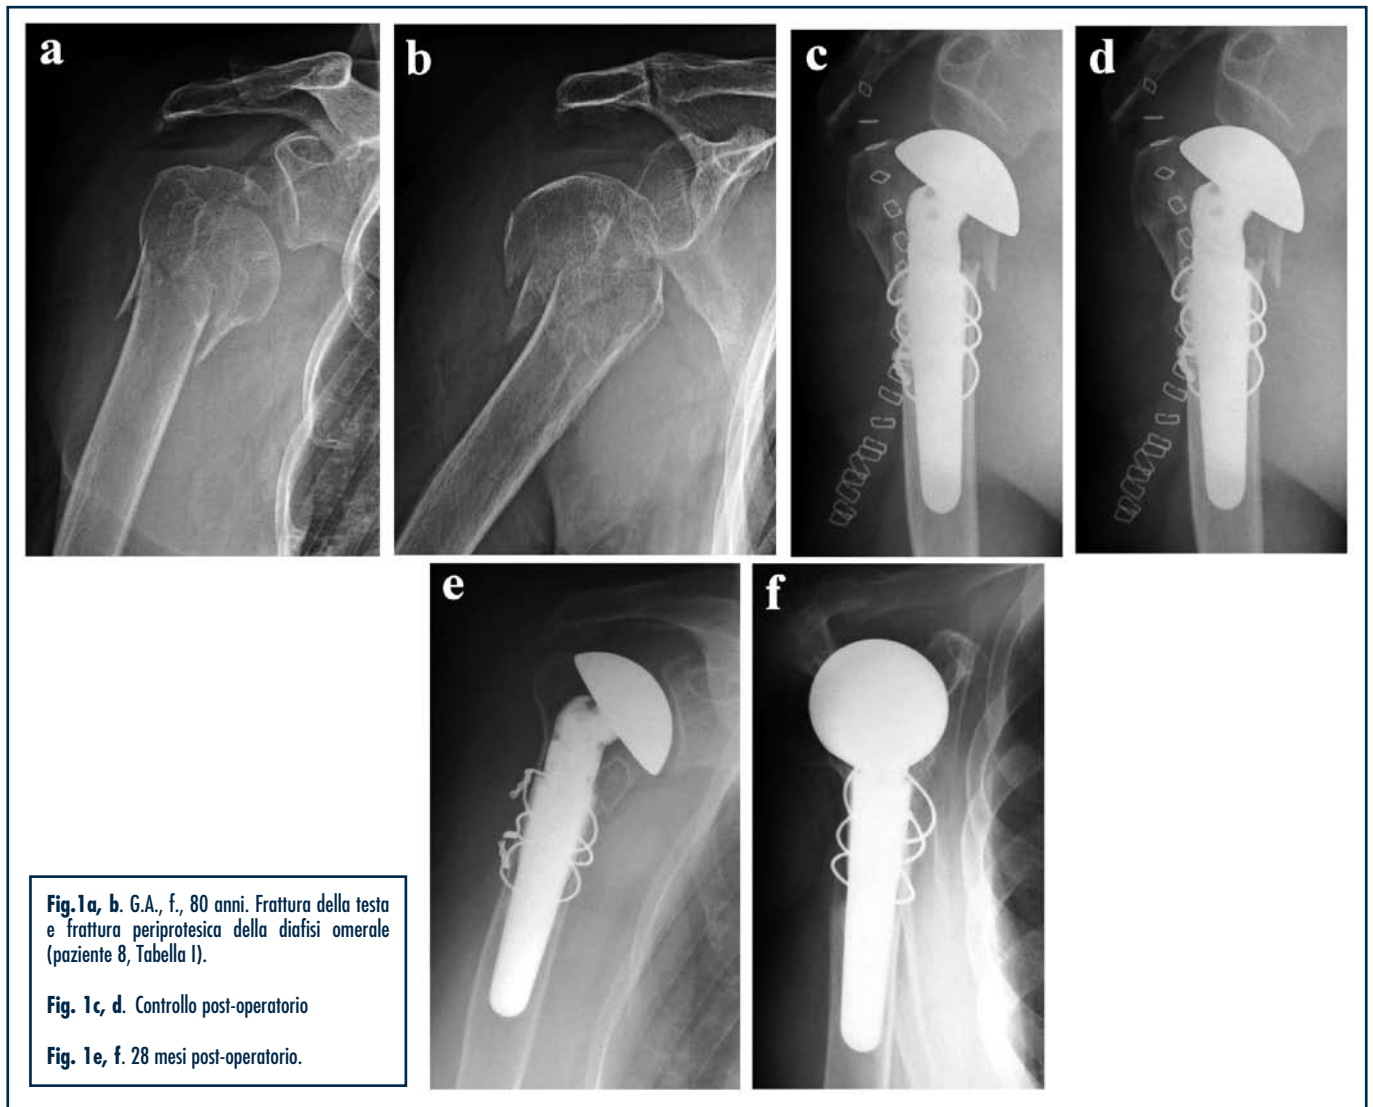 a
b
c
d
e
f
Fig.1a, b. G.A., f., 80 anni. Frattura della testa
e frattura periprotesica della diafisi omerale
(paziente 8, Tabella I).
Fig. 1c, d. Controllo post-operatorio
Fig. 1e, f. 28 mesi post-operatorio.